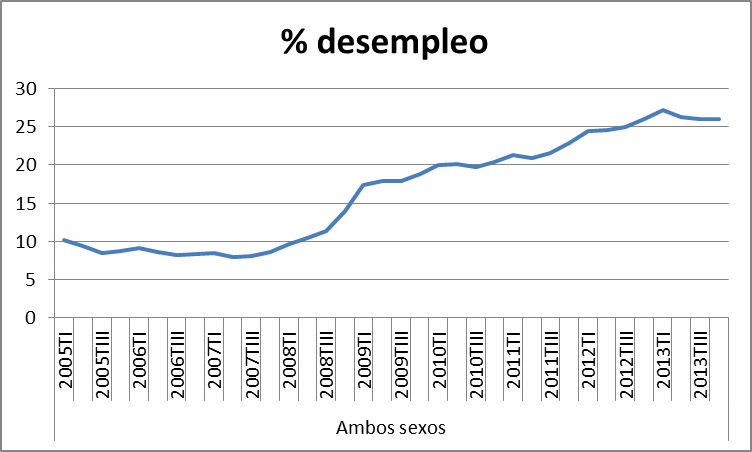 % desempleo
30
25
20
15
10
5
0
2005TI
2005TIII
2006TI
2006TIII
2007TI
2007TIII
2008TI
2008TIII
2009TI
2009TIII
2010TI
2010TIII
2011TI
2011TIII
2012TI
2012TIII
2013TI
2013TIII
Ambos sexos